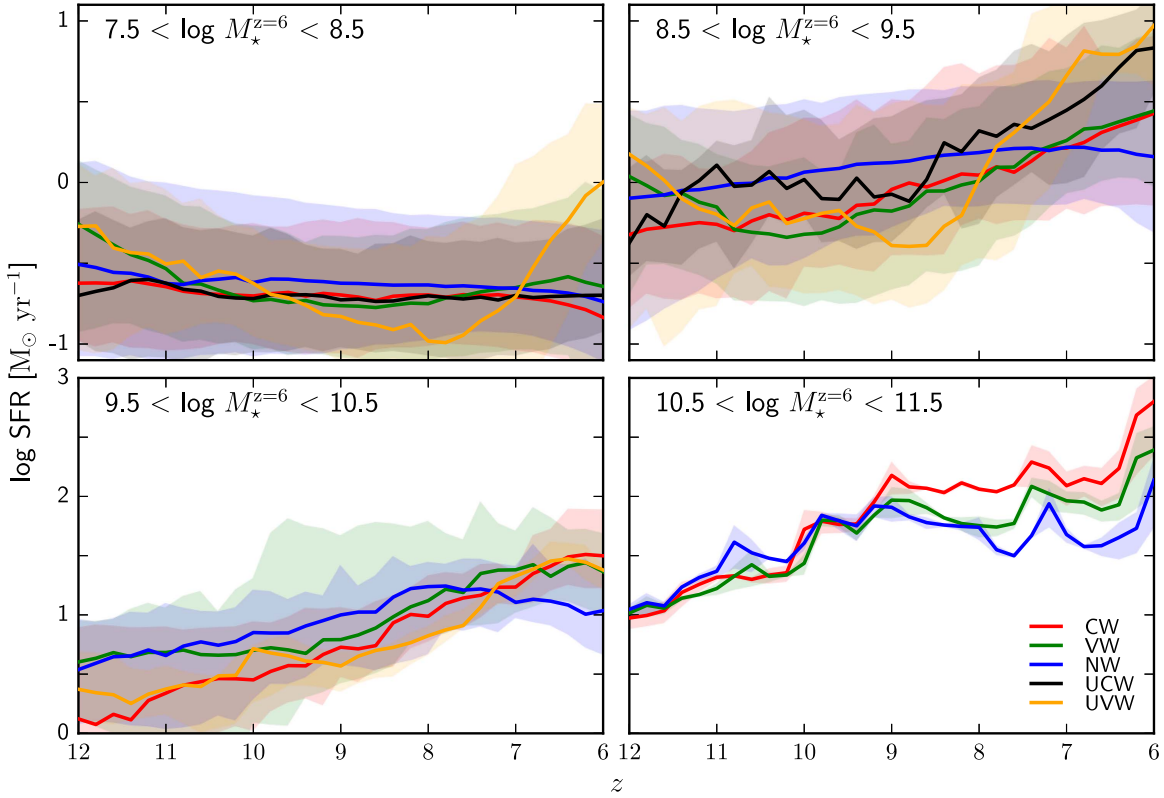 7.5 < log M⋆^{z=6} < 8.5
8.5 < log M⋆^{z=6} < 9.5
1
0
-1
9.5 < log M⋆^{z=6} < 10.5
10.5 < log M⋆^{z=6} < 11.5
3
2
1
0
log SFR [M⊙ yr⁻¹]
CW
VW
NW
UCW
UVW
12 11 10 9 8 7 6
12 11 10 9 8 7 6
z